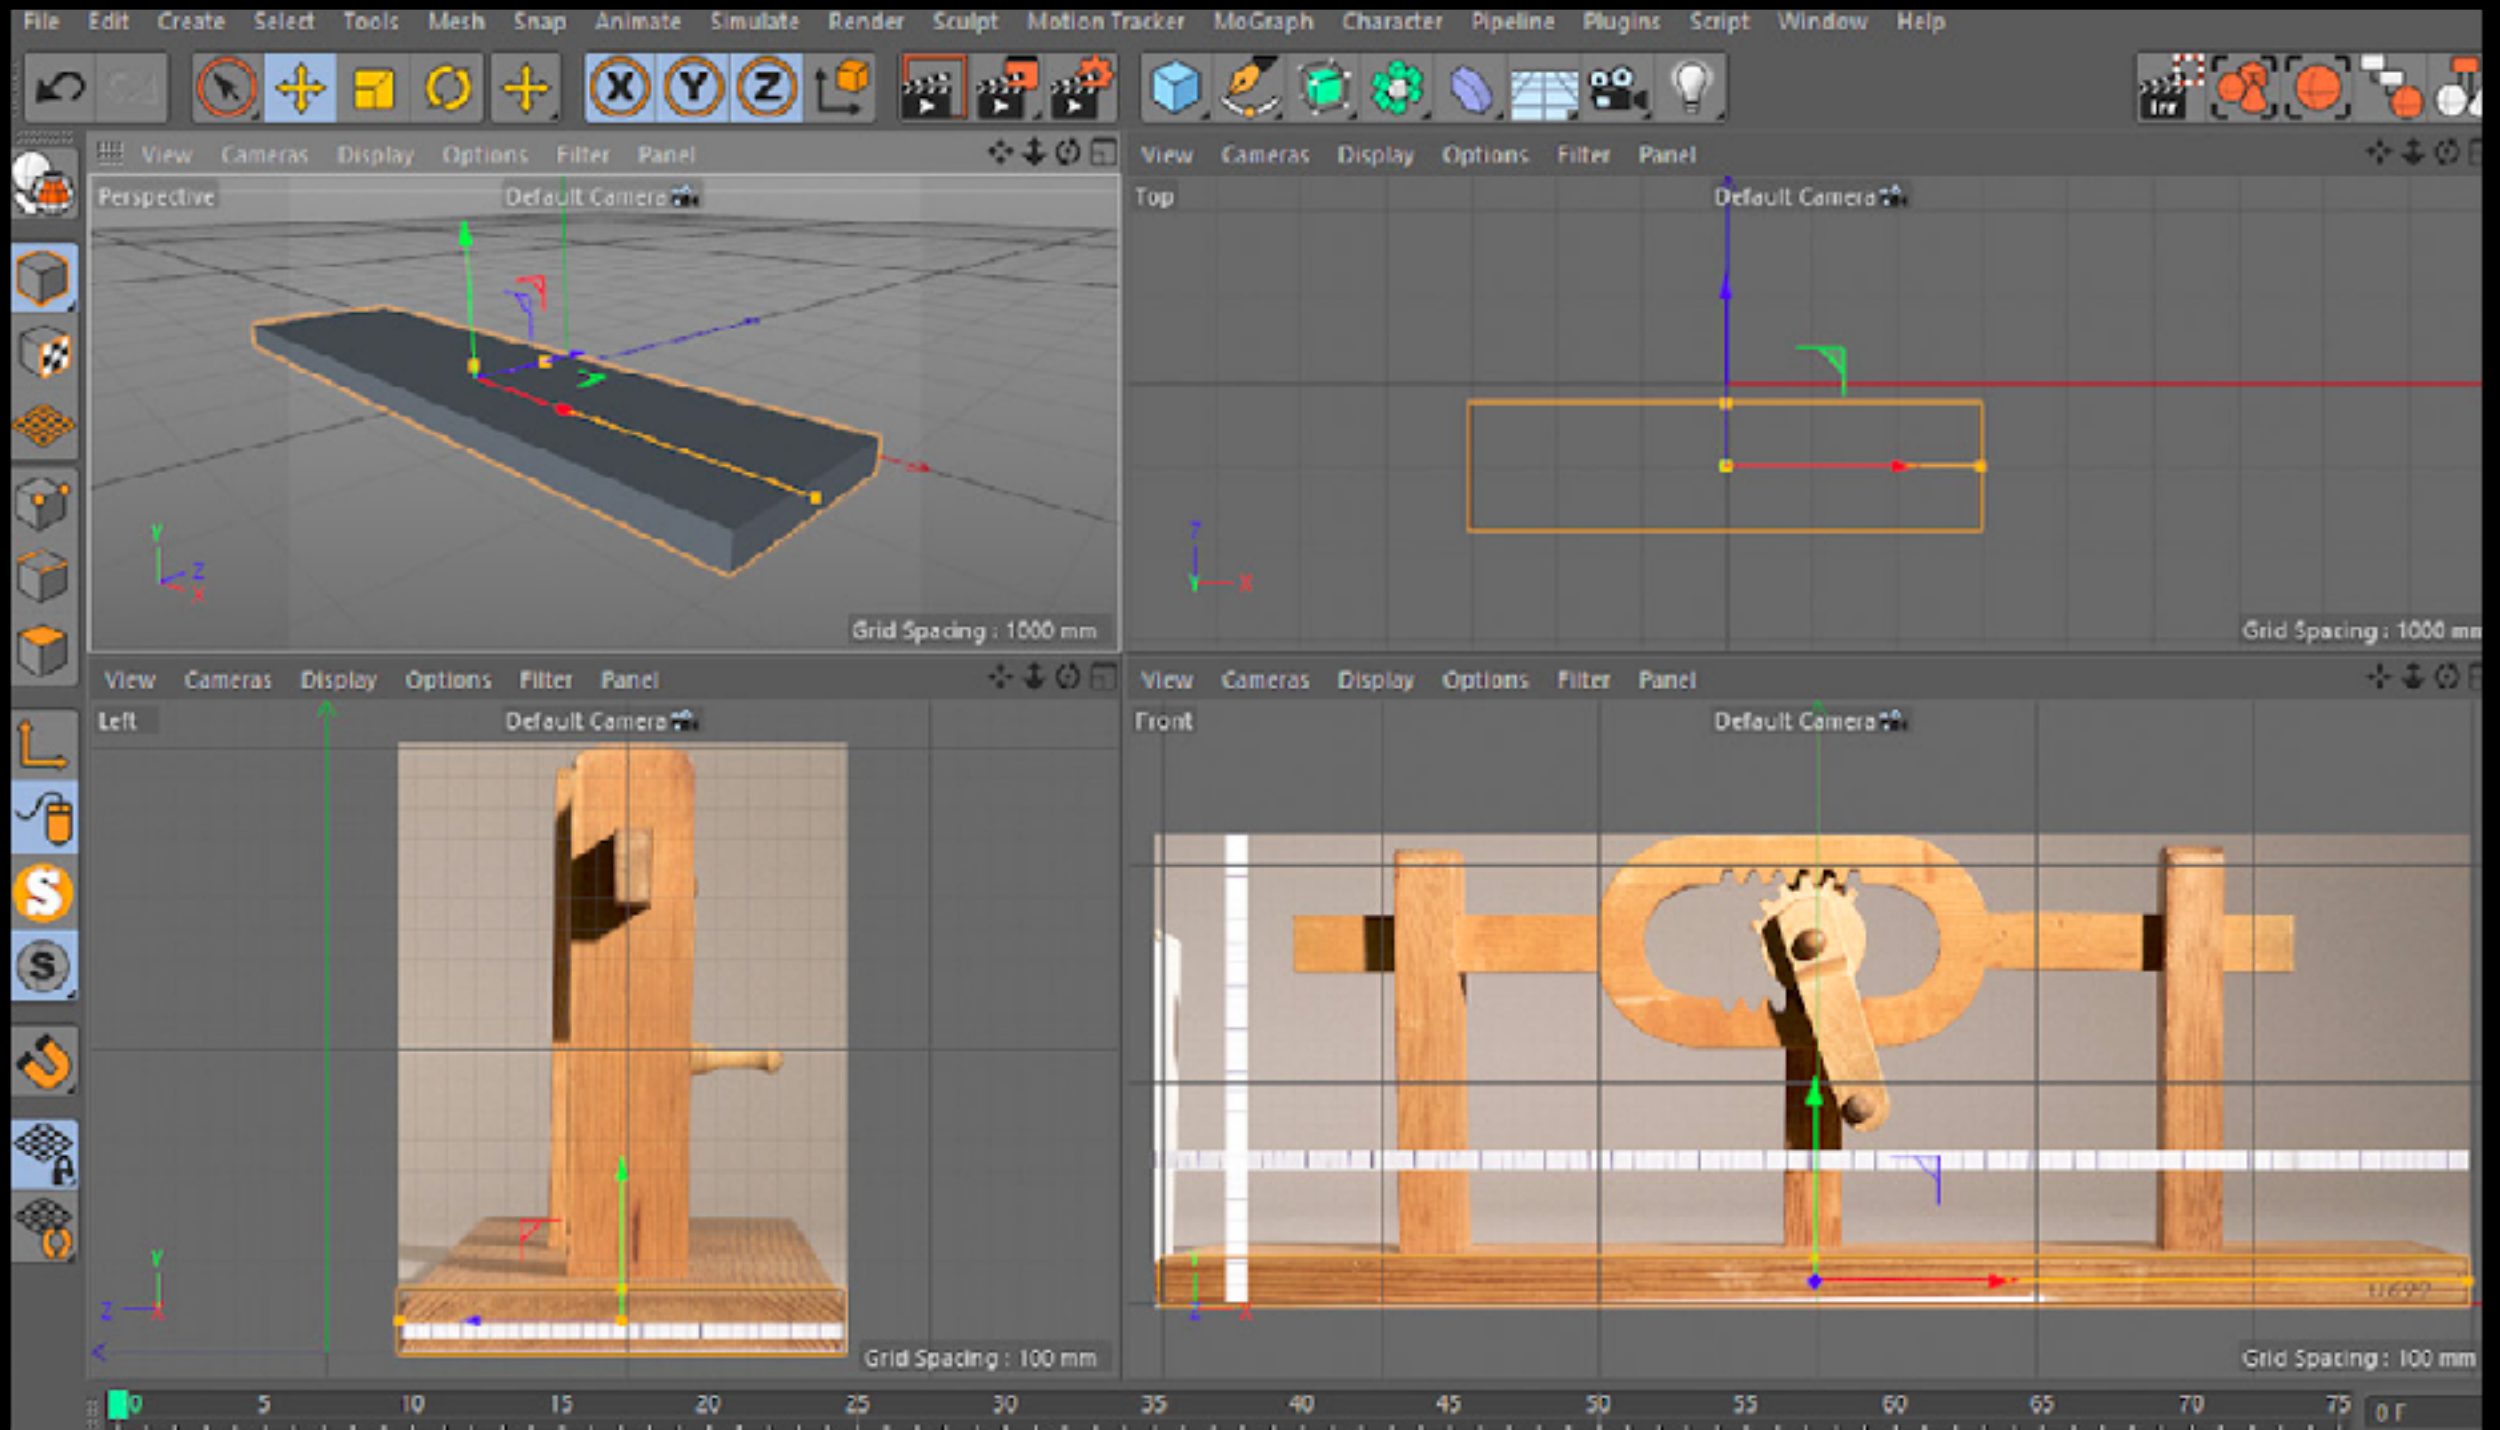 File Edit Create Select Tools Mesh Snap Animate Simulate Render Sculpt Motion Tracker MoGraph Character Pipeline Plugins Script Window Help
X Y Z
View Cameras Display Options Filter Panel
View Cameras Display Options Filter Panel
Perspective
Default Camera
Top
Default Camera
Y
Z
X
Z
Y X
Grid Spacing : 1000 mm
Grid Spacing : 1000 mm
View Cameras Display Options Filter Panel
View Cameras Display Options Filter Panel
Left
Default Camera
Front
Default Camera
S
S
Y
Z X
Z X
Grid Spacing : 100 mm
Grid Spacing : 100 mm
0 5 10 15 20 25 30 35 40 45 50 55 60 65 70 75 0 F